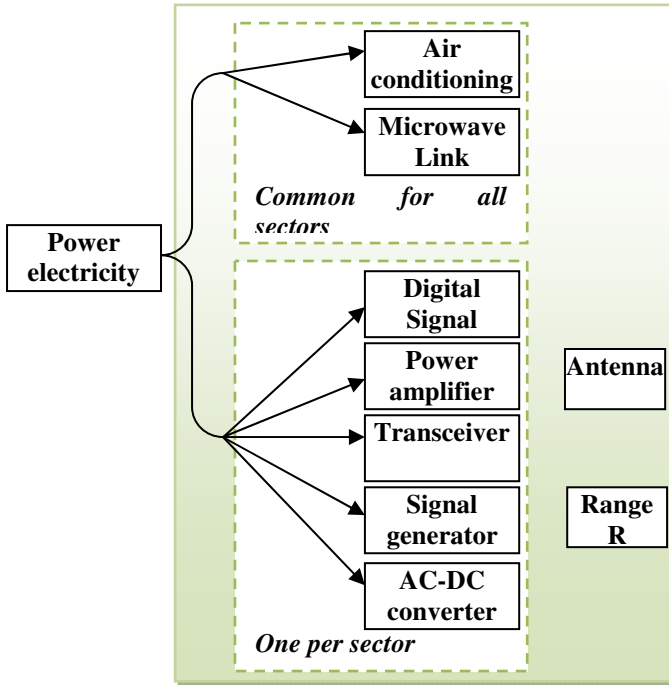 Air
conditioning
Microwave
Link
Common for all
sectors
Power
electricity
Digital
Signal
Power
amplifier
Antenna
Transceiver
Signal
generator
Range
R
AC-DC
converter
One per sector